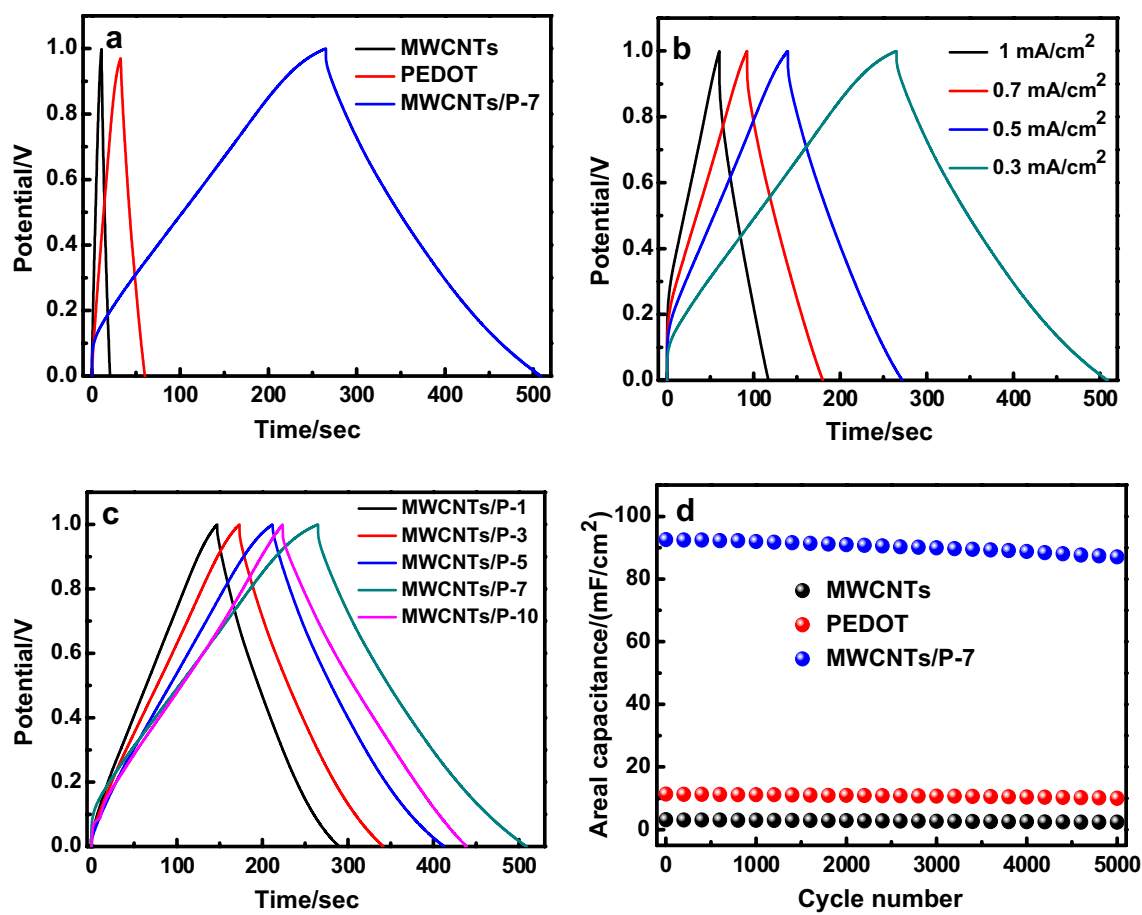 a
MWCNTs
PEDOT
MWCNTs/P-7
1.0
0.8
0.6
0.4
0.2
0.0
Potential/V
0 100 200 300 400 500
Time/sec
b
1 mA/cm²
0.7 mA/cm²
0.5 mA/cm²
0.3 mA/cm²
1.0
0.8
0.6
0.4
0.2
0.0
Potential/V
0 100 200 300 400 500
Time/sec
c
MWCNTs/P-1
MWCNTs/P-3
MWCNTs/P-5
MWCNTs/P-7
MWCNTs/P-10
1.0
0.8
0.6
0.4
0.2
0.0
Potential/V
0 100 200 300 400 500
Time/sec
d
MWCNTs
PEDOT
MWCNTs/P-7
100
80
60
40
20
0
Areal capacitance/(mF/cm²)
0 1000 2000 3000 4000 5000
Cycle number